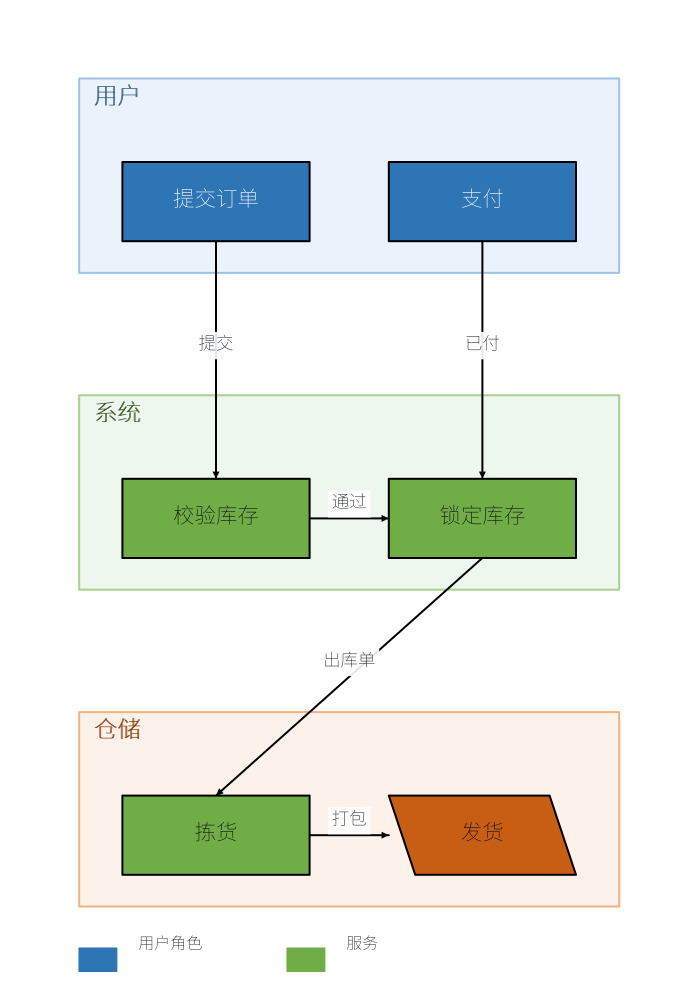 用户
提交订单
支付
提交
已付
系统
校验库存
通过
锁定库存
出库单
仓储
拣货
打包
发货
用户角色
服务